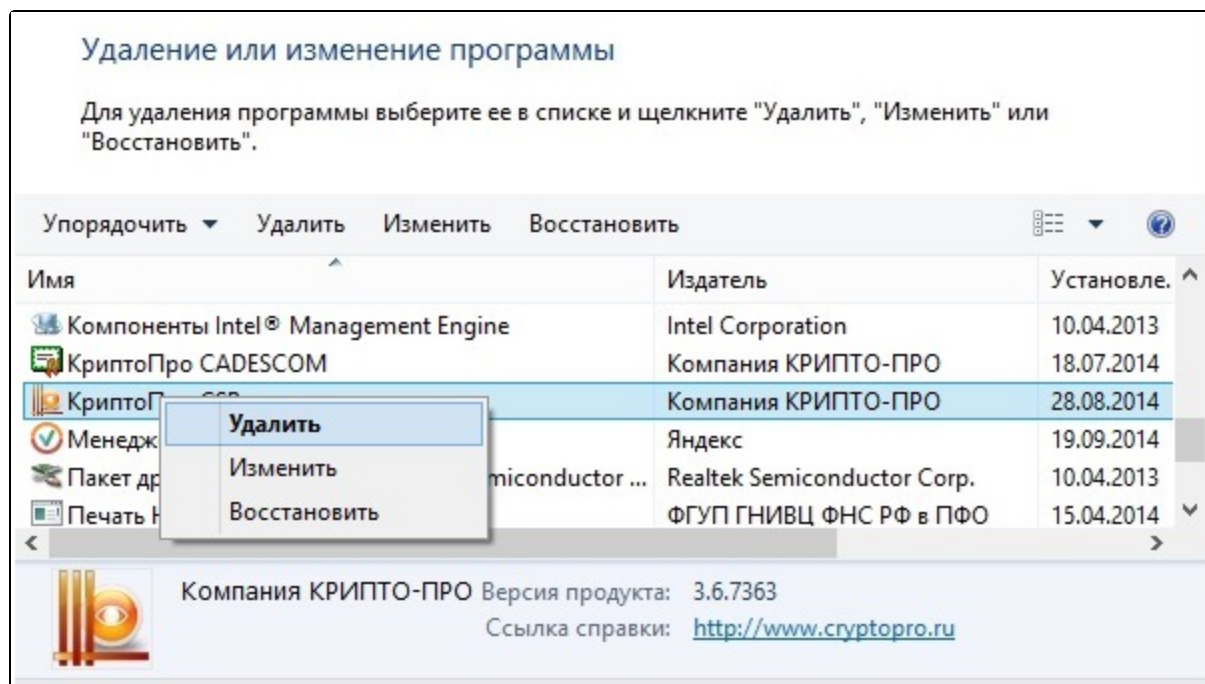 Удаление или изменение программы
Для удаления программы выберите ее в списке и щелкните "Удалить", "Изменить" или
"Восстановить".
Упорядочить Удалить Изменить Восстановить
Имя Издатель Установле.
Компоненты Intel® Management Engine Intel Corporation 10.04.2013
КриптоПро CADESCOM Компания КРИПТО-ПРО 18.07.2014
Компания КРИПТО-ПРО 28.08.2014
Удалить
Яндекс 19.09.2014
Изменить
Пакет miconductor ... Realtek Semiconductor Corp. 10.04.2013
Восстановить
Печать ФГУП ГНИВЦ ФНС РФ в ПФО 15.04.2014
Компания КРИПТО-ПРО Версия продукта: 3.6.7363
Ссылка справки: http://www.cryptopro.ru